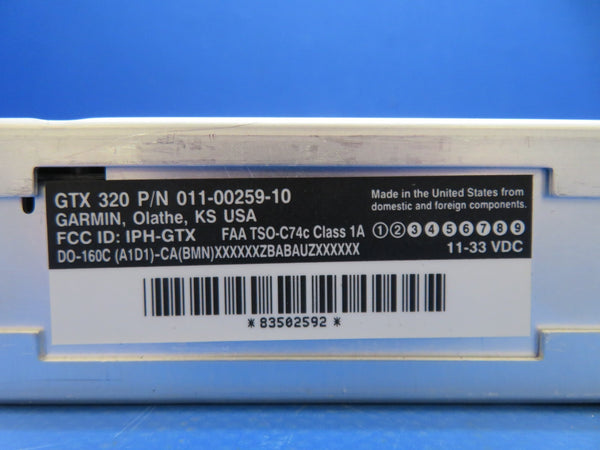 GTX 320 P/N 011-00259-10
GARMIN, Olathe, KS USA
Made in the United States from
domestic and foreign components.
FCC ID: IPH-GTX FAA TSO-C74c Class 1A ①②❸❹❺❻❼❽❾
DO-160C (A1D1)-CA(BMN)XXXXXXZBABAUZXXXXXX 11-33 VDC
*83502592*